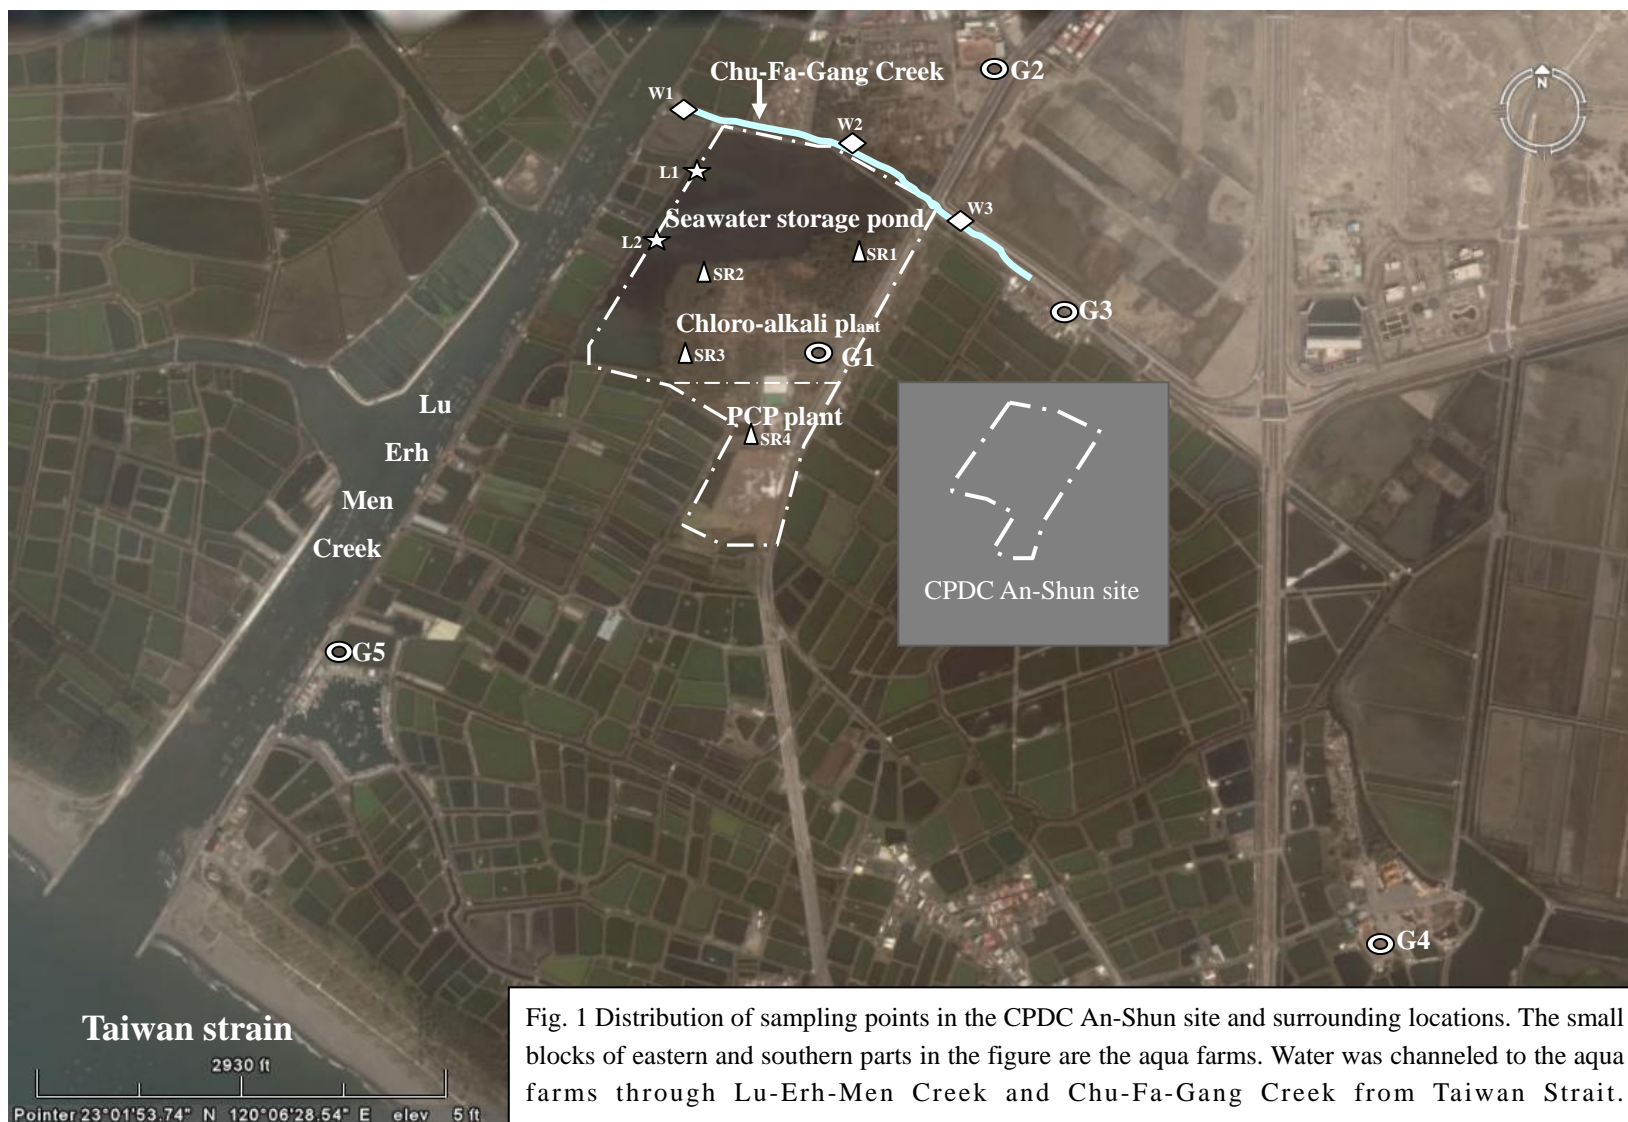 Chu-Fa-Gang Creek
G2
N
W1
W2
L1
W3
Seawater storage pond
L2
SR1
SR2
G3
Chloro-alkali plant
SR3
G1
Lu
PCP plant
SR4
Erh
Men
Creek
CPDC An-Shun site
G5
G4
Taiwan strain
2930 ft
Pointer 23°01'53.74" N 120°06'28.54" E elev 5 ft
Fig. 1 Distribution of sampling points in the CPDC An-Shun site and surrounding locations. The small
blocks of eastern and southern parts in the figure are the aqua farms. Water was channeled to the aqua
farms through Lu-Erh-Men Creek and Chu-Fa-Gang Creek from Taiwan Strait.